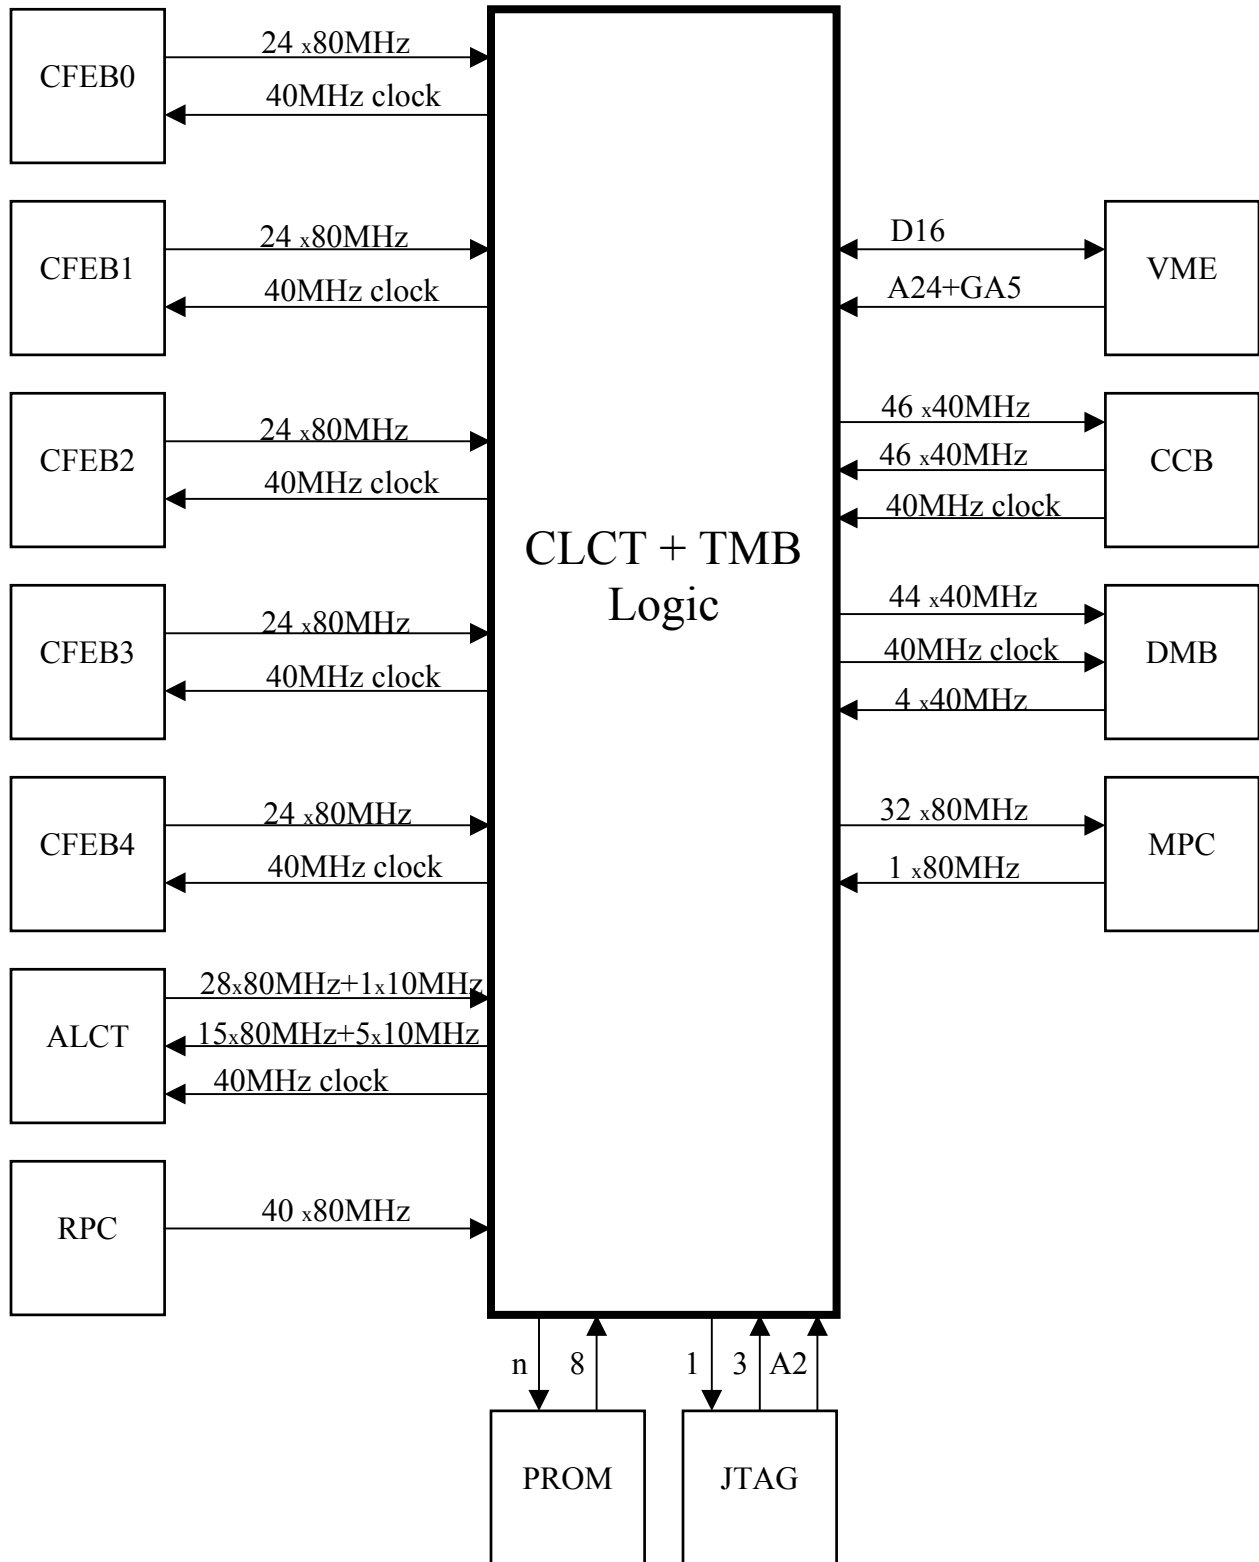 CFEB0
24 x80MHz
40MHz clock
CFEB1
24 x80MHz
40MHz clock
CFEB2
24 x80MHz
40MHz clock
CFEB3
24 x80MHz
40MHz clock
CFEB4
24 x80MHz
40MHz clock
ALCT
28x80MHz+1x10MHz
15x80MHz+5x10MHz
40MHz clock
RPC
40 x80MHz
CLCT + TMB
Logic
D16
A24+GA5
VME
46 x40MHz
46 x40MHz
40MHz clock
CCB
44 x40MHz
40MHz clock
4 x40MHz
DMB
32 x80MHz
1 x80MHz
MPC
n 8
1 3 A2
PROM
JTAG